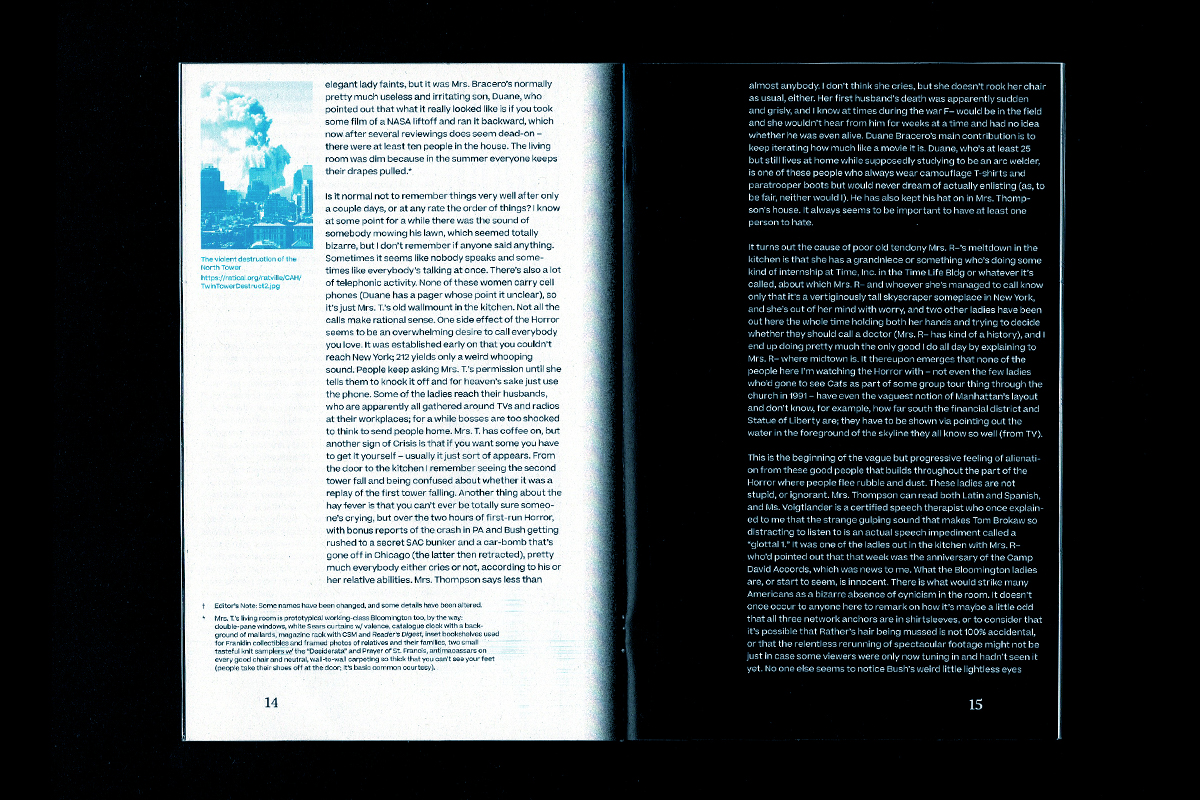 elegant lady faints, but it was Mrs. Bracero's normally
pretty much useless and irritating son, Duane, who
pointed out that what it really looked like is if you took
some film of a NASA liftoff and ran it backward, which
now after several reviewings does seem dead-on –
there were at least ten people in the house. The living
room was dim because in the summer everyone keeps
their drapes pulled.*
Is it normal not to remember things very well after only
a couple days, or at any rate the order of things? I know
at some point for a while there was the sound of
somebody mowing his lawn, which seemed totally
bizarre, but I don't remember if anyone said anything.
Sometimes it seems like nobody speaks and some-
times like everybody's talking at once. There's also a lot
of telephonic activity. None of these women carry cell
phones (Duane has a pager whose point it unclear), so
it's just Mrs. T.'s old wallmount in the kitchen. Not all the
calls make rational sense. One side effect of the Horror
seems to be an overwhelming desire to call everybody
you love. It was established early on that you couldn't
reach New York; 212 yields only a weird whooping
sound. People keep asking Mrs. T.'s permission until she
tells them to knock it off and for heaven's sake just use
the phone. Some of the ladies reach their husbands,
who are apparently all gathered around TVs and radios
at their workplaces; for a while bosses are too shocked
to think to send people home. Mrs. T. has coffee on, but
another sign of Crisis is that if you want some you have
to get it yourself – usually it just sort of appears. From
the door to the kitchen I remember seeing the second
tower fall and being confused about whether it was a
replay of the first tower falling. Another thing about the
hay fever is that you can't ever be totally sure someo-
ne's crying, but over the two hours of first-run Horror,
with bonus reports of the crash in PA and Bush getting
rushed to a secret SAC bunker and a car-bomb that's
gone off in Chicago (the latter then retracted), pretty
much everybody either cries or not, according to his or
her relative abilities. Mrs. Thompson says less than
The violent destruction of the
North Tower
https://ratical.org/ratville/CAH/
TwinTowerDestruct2.jpg
† Editor's Note: Some names have been changed, and some details have been altered.
* Mrs. T.'s living room is prototypical working-class Bloomington too, by the way:
double-pane windows, white Sears curtains w/ valence, catalogue clock with a back-
ground of mallards, magazine rack with CSM and Reader's Digest, inset bookshelves used
for Franklin collectibles and framed photos of relatives and their families, two small
tasteful knit samplers w/ the "Desiderata" and Prayer of St. Francis, antimacassars on
every good chair and neutral, wall-to-wall carpeting so thick that you can't see your feet
(people take their shoes off at the door; it's basic common courtesy).
14
almost anybody. I don't think she cries, but she doesn't rock her chair
as usual, either. Her first husband's death was apparently sudden
and grisly, and I know at times during the war F– would be in the field
and she wouldn't hear from him for weeks at a time and had no idea
whether he was even alive. Duane Bracero's main contribution is to
keep iterating how much like a movie it is. Duane, who's at least 25
but still lives at home while supposedly studying to be an arc welder,
is one of these people who always wear camouflage T-shirts and
paratrooper boots but would never dream of actually enlisting (as, to
be fair, neither would I). He has also kept his hat on in Mrs. Thomp-
son's house. It always seems to be important to have at least one
person to hate.
It turns out the cause of poor old tendony Mrs. R–'s meltdown in the
kitchen is that she has a grandniece or something who's doing some
kind of internship at Time, Inc. in the Time Life Bldg or whatever it's
called, about which Mrs. R– and whoever she's managed to call know
only that it's a vertiginously tall skyscraper someplace in New York,
and she's out of her mind with worry, and two other ladies have been
out here the whole time holding both her hands and trying to decide
whether they should call a doctor (Mrs. R– has kind of a history), and I
end up doing pretty much the only good I do all day by explaining to
Mrs. R– where midtown is. It thereupon emerges that none of the
people here I'm watching the Horror with – not even the few ladies
who'd gone to see Cats as part of some group tour thing through the
church in 1991 – have even the vaguest notion of Manhattan's layout
and don't know, for example, how far south the financial district and
Statue of Liberty are; they have to be shown via pointing out the
water in the foreground of the skyline they all know so well (from TV).
This is the beginning of the vague but progressive feeling of alienati-
on from these good people that builds throughout the part of the
Horror where people flee rubble and dust. These ladies are not
stupid, or ignorant. Mrs. Thompson can read both Latin and Spanish,
and Ms. Voigtlander is a certified speech therapist who once explain-
ed to me that the strange gulping sound that makes Tom Brokaw so
distracting to listen to is an actual speech impediment called a
"glottal 1." It was one of the ladies out in the kitchen with Mrs. R–
who'd pointed out that that week was the anniversary of the Camp
David Accords, which was news to me. What the Bloomington ladies
are, or start to seem, is innocent. There is what would strike many
Americans as a bizarre absence of cynicism in the room. It doesn't
once occur to anyone here to remark on how it's maybe a little odd
that all three network anchors are in shirtsleeves, or to consider that
it's possible that Rather's hair being mussed is not 100% accidental,
or that the relentless rerunning of spectacular footage might not be
just in case some viewers were only now tuning in and hadn't seen it
yet. No one else seems to notice Bush's weird little lightless eyes
15